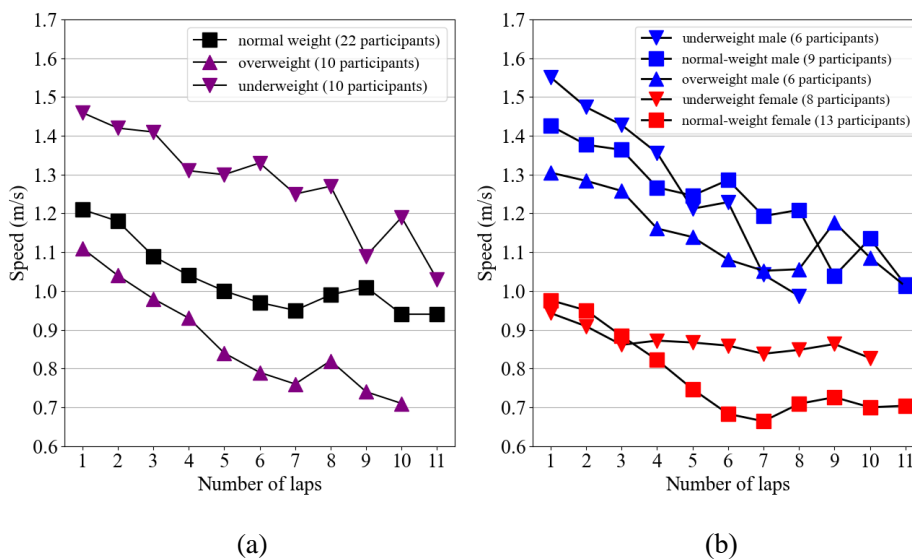 1.7
1.6
1.5
1.4
1.3
1.2
1.1
1.0
0.9
0.8
0.7
0.6
Speed (m/s)
normal weight (22 participants)
overweight (10 participants)
underweight (10 participants)
1 2 3 4 5 6 7 8 9 10 11
Number of laps
(a)
1.7
1.6
1.5
1.4
1.3
1.2
1.1
1.0
0.9
0.8
0.7
0.6
Speed (m/s)
underweight male (6 participants)
normal-weight male (9 participants)
overweight male (6 participants)
underweight female (8 participants)
normal-weight female (13 participants)
1 2 3 4 5 6 7 8 9 10 11
Number of laps
(b)